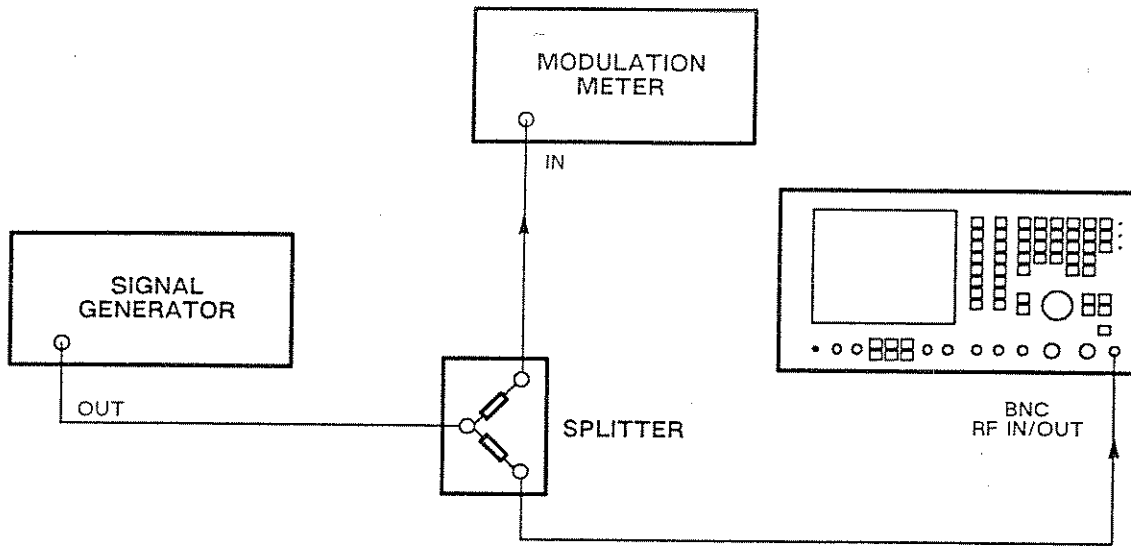 MODULATION
METER
IN
SIGNAL
GENERATOR
OUT
SPLITTER
BNC
RF IN/OUT